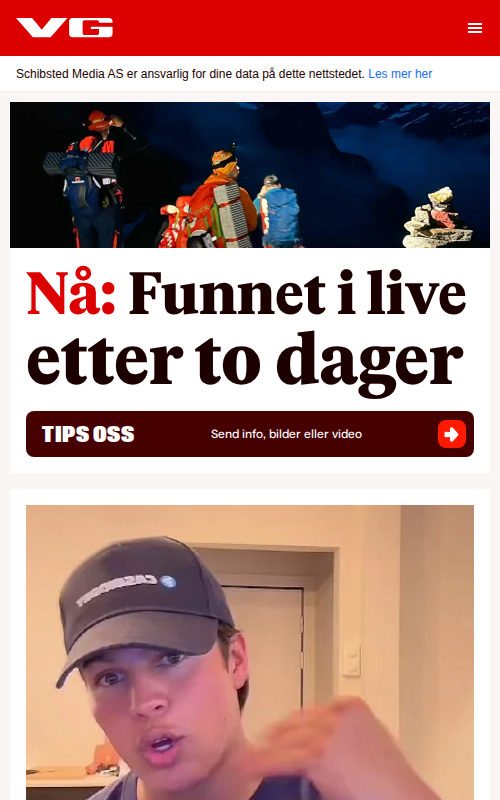 VG
Schibsted Media AS er ansvarlig for dine data på dette nettstedet. Les mer her
Nå: Funnet i live
etter to dager
TIPS OSS
Send info, bilder eller video